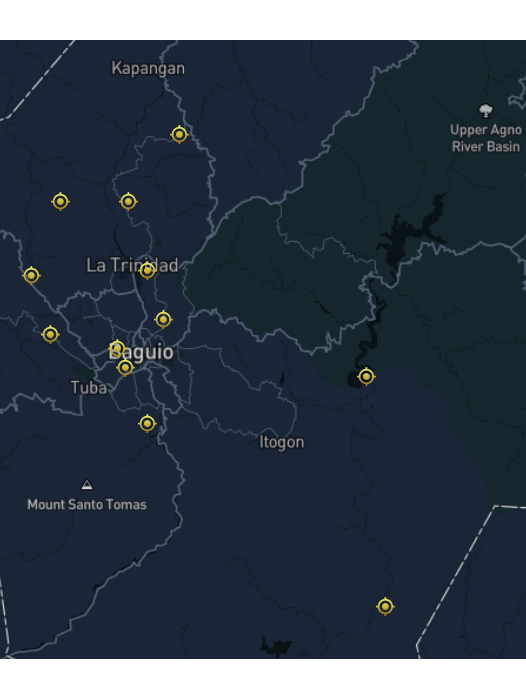 Kapangan
Upper Agno
River Basin
La Trinidad
Baguio
Tuba
Itogon
Mount Santo Tomas